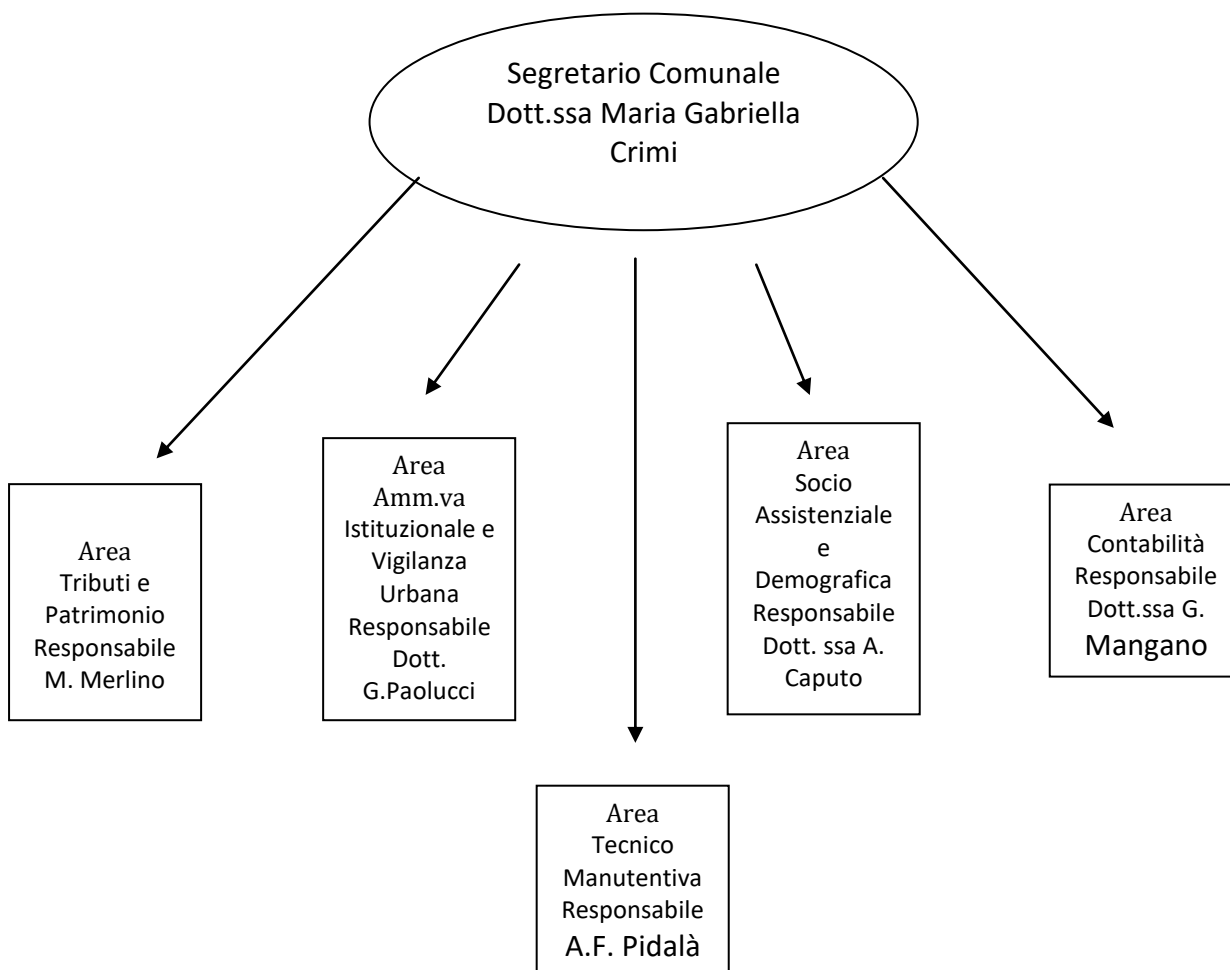 Segretario Comunale
Dott.ssa Maria Gabriella
Crimi
Area
Tributi e
Patrimonio
Responsabile
M. Merlino
Area
Amm.va
Istituzionale e
Vigilanza
Urbana
Responsabile
Dott.
G.Paolucci
Area
Socio
Assistenziale
e
Demografica
Responsabile
Dott. ssa A.
Caputo
Area
Contabilità
Responsabile
Dott.ssa G.
Mangano
Area
Tecnico
Manutentiva
Responsabile
A.F. Pidalà